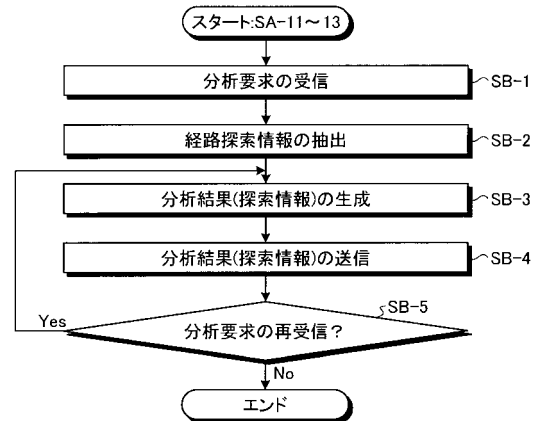 スタート:SA-11～13
分析要求の受信
SB-1
経路探索情報の抽出
SB-2
分析結果(探索情報)の生成
SB-3
分析結果(探索情報)の送信
SB-4
SB-5
Yes
分析要求の再受信？
No
エンド